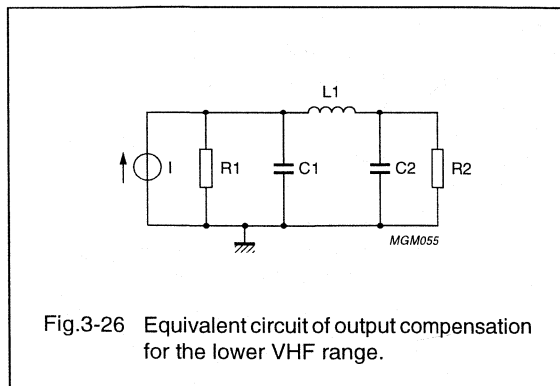 L1
I
R1
C1
C2
R2
MGM055
Fig.3-26 Equivalent circuit of output compensation
for the lower VHF range.